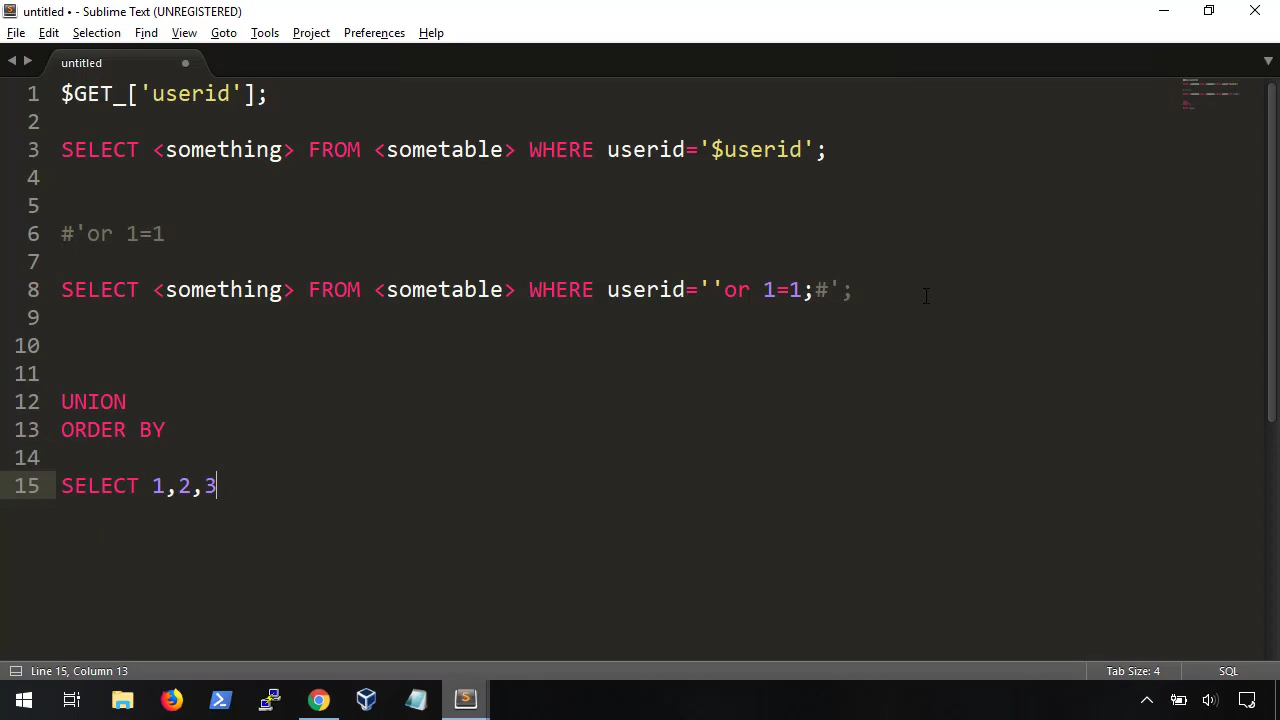 untitled • - Sublime Text (UNREGISTERED)
File Edit Selection Find View Goto Tools Project Preferences Help
untitled
1 $GET_['userid'];
2
3 SELECT <something> FROM <sometable> WHERE userid='$userid';
4
5
6 #'or 1=1
7
8 SELECT <something> FROM <sometable> WHERE userid=''or 1=1;#';
9
10
11
12 UNION
13 ORDER BY
14
15 SELECT 1,2,3
Line 15, Column 13 Tab Size: 4 SQL